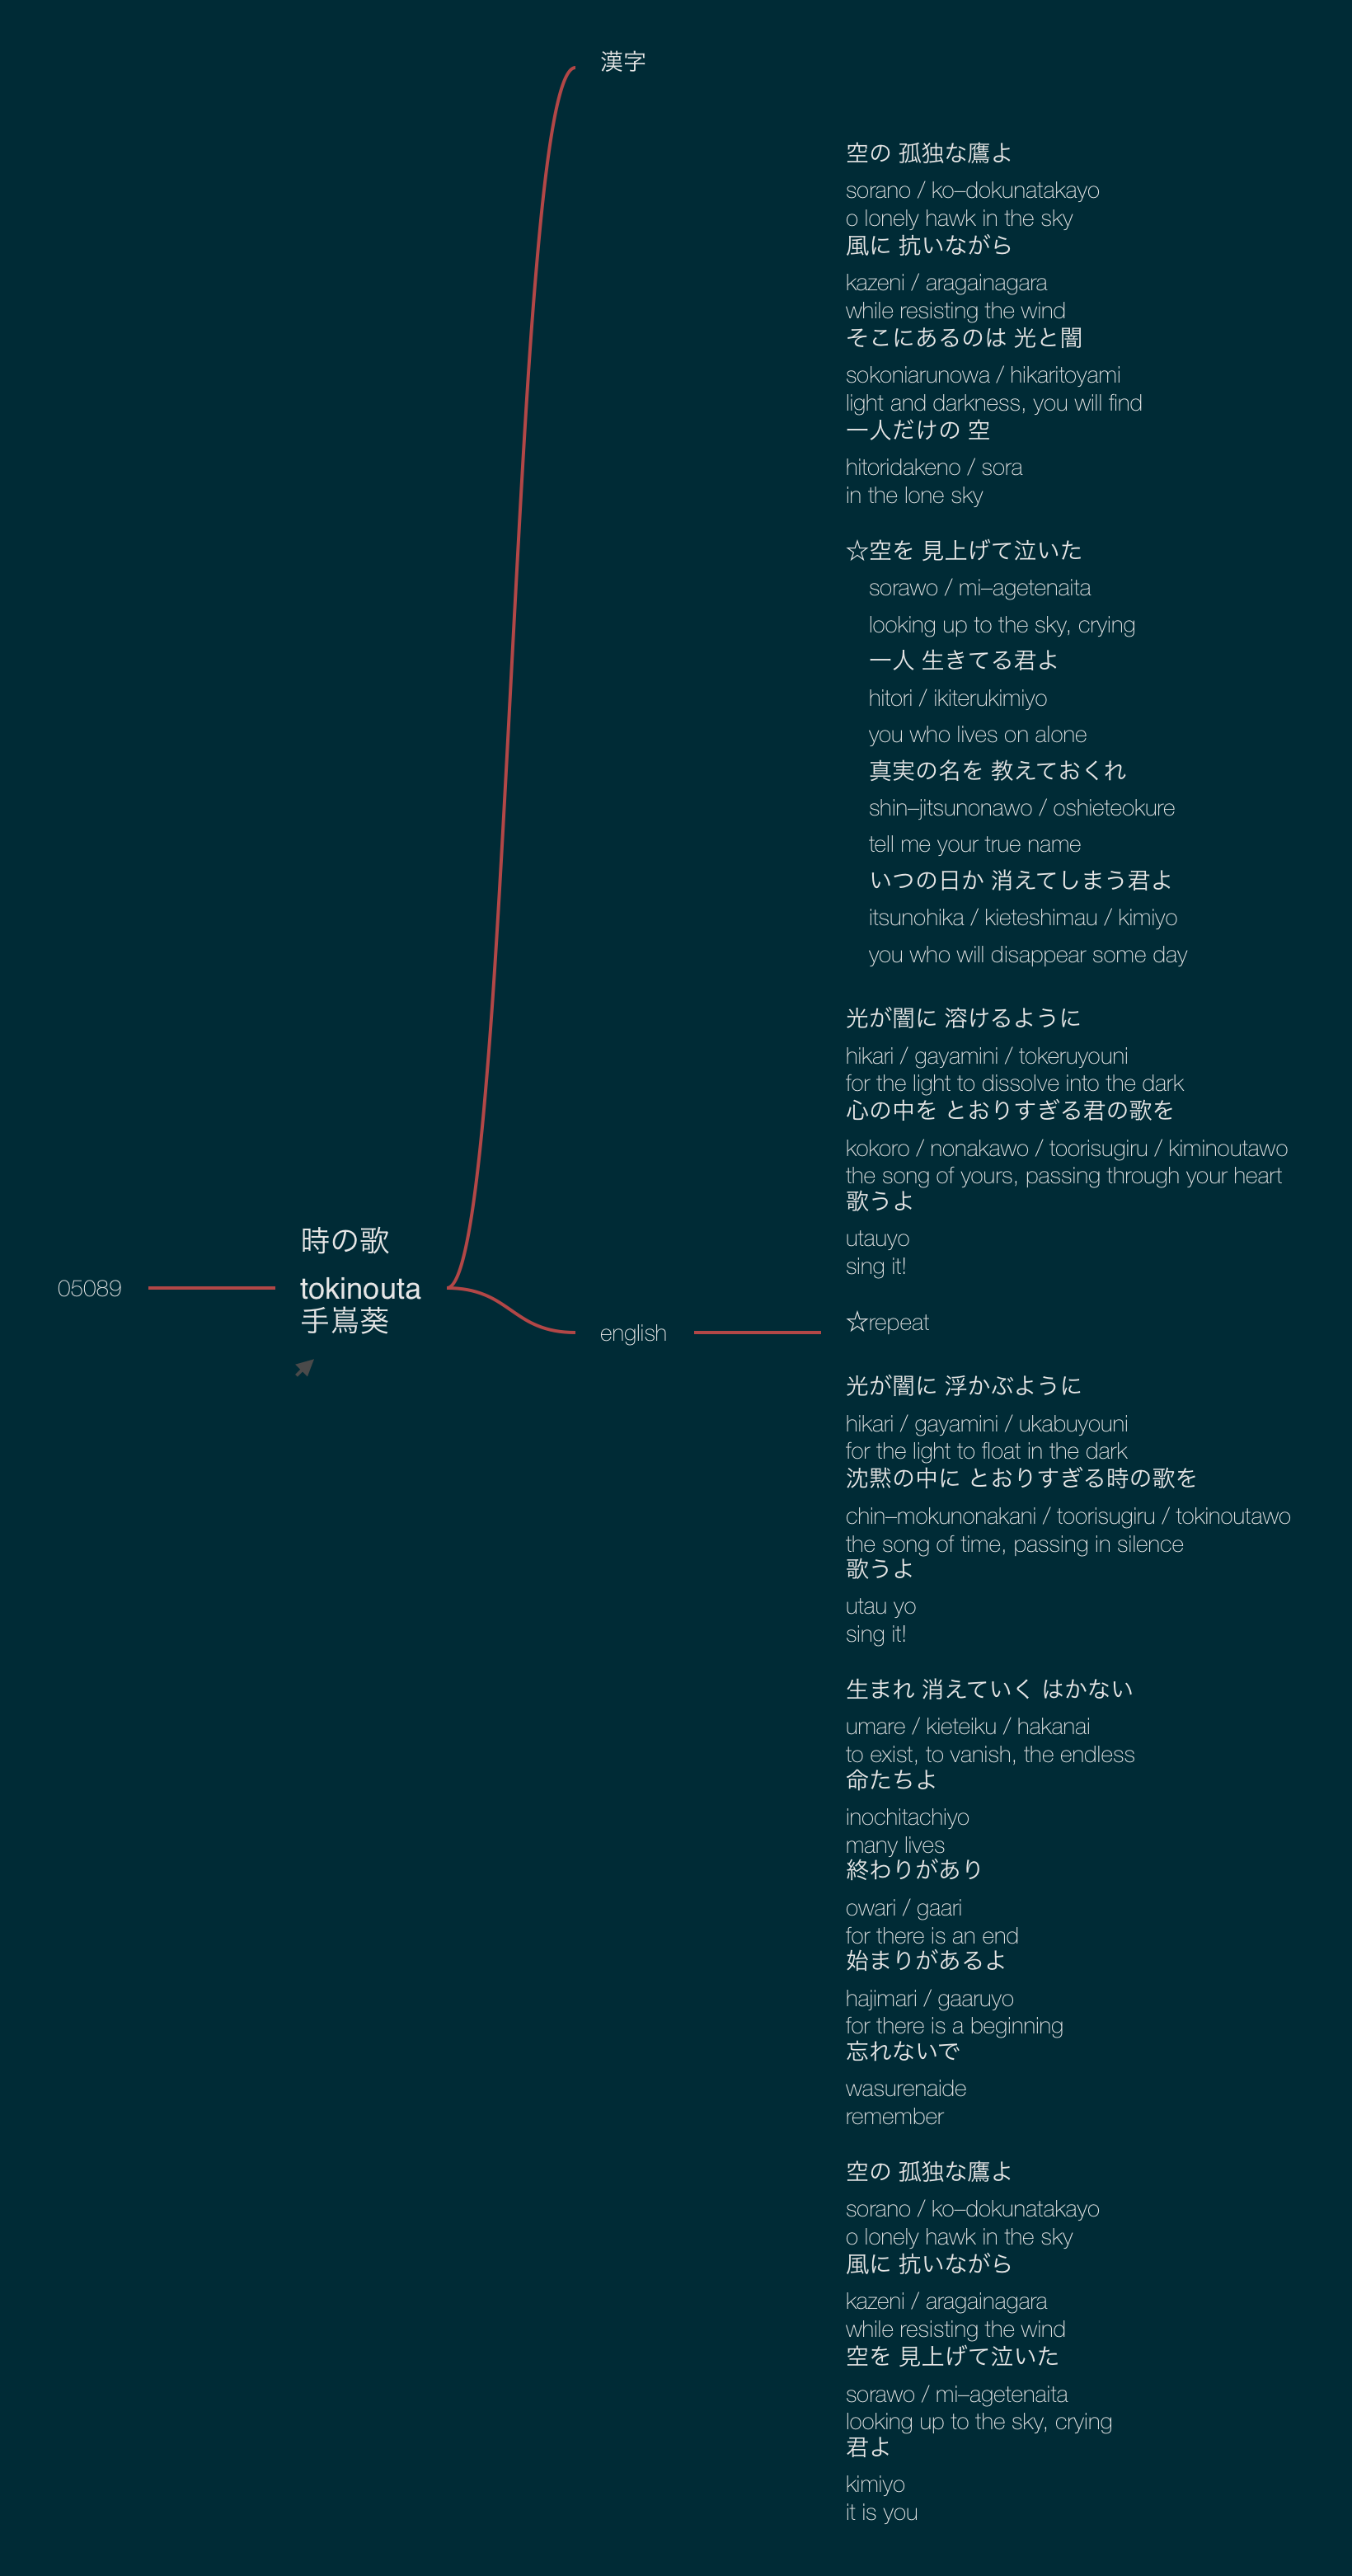 漢字
空の 孤独な鷹よ
sorano / ko–dokunatakayo
o lonely hawk in the sky
風に 抗いながら
kazeni / aragainagara
while resisting the wind
そこにあるのは 光と闇
sokoniarunowa / hikaritoyami
light and darkness, you will find
一人だけの 空
hitoridakeno / sora
in the lone sky
☆空を 見上げて泣いた
sorawo / mi–agetenaita
looking up to the sky, crying
一人 生きてる君よ
hitori / ikiterukimiyo
you who lives on alone
真実の名を 教えておくれ
shin–jitsunonawo / oshieteokure
tell me your true name
いつの日か 消えてしまう君よ
itsunohika / kieteshimau / kimiyo
you who will disappear some day
光が闇に 溶けるように
hikari / gayamini / tokeruyouni
for the light to dissolve into the dark
心の中を とおりすぎる君の歌を
kokoro / nonakawo / toorisugiru / kiminoutawo
the song of yours, passing through your heart
歌うよ
utauyo
sing it!
時の歌
05089
tokinouta
手嶌葵
english
☆repeat
光が闇に 浮かぶように
hikari / gayamini / ukabuyouni
for the light to float in the dark
沈黙の中に とおりすぎる時の歌を
chin–mokunonakani / toorisugiru / tokinoutawo
the song of time, passing in silence
歌うよ
utau yo
sing it!
生まれ 消えていく はかない
umare / kieteiku / hakanai
to exist, to vanish, the endless
命たちよ
inochitachiyo
many lives
終わりがあり
owari / gaari
for there is an end
始まりがあるよ
hajimari / gaaruyo
for there is a beginning
忘れないで
wasurenaide
remember
空の 孤独な鷹よ
sorano / ko–dokunatakayo
o lonely hawk in the sky
風に 抗いながら
kazeni / aragainagara
while resisting the wind
空を 見上げて泣いた
sorawo / mi–agetenaita
looking up to the sky, crying
君よ
kimiyo
it is you